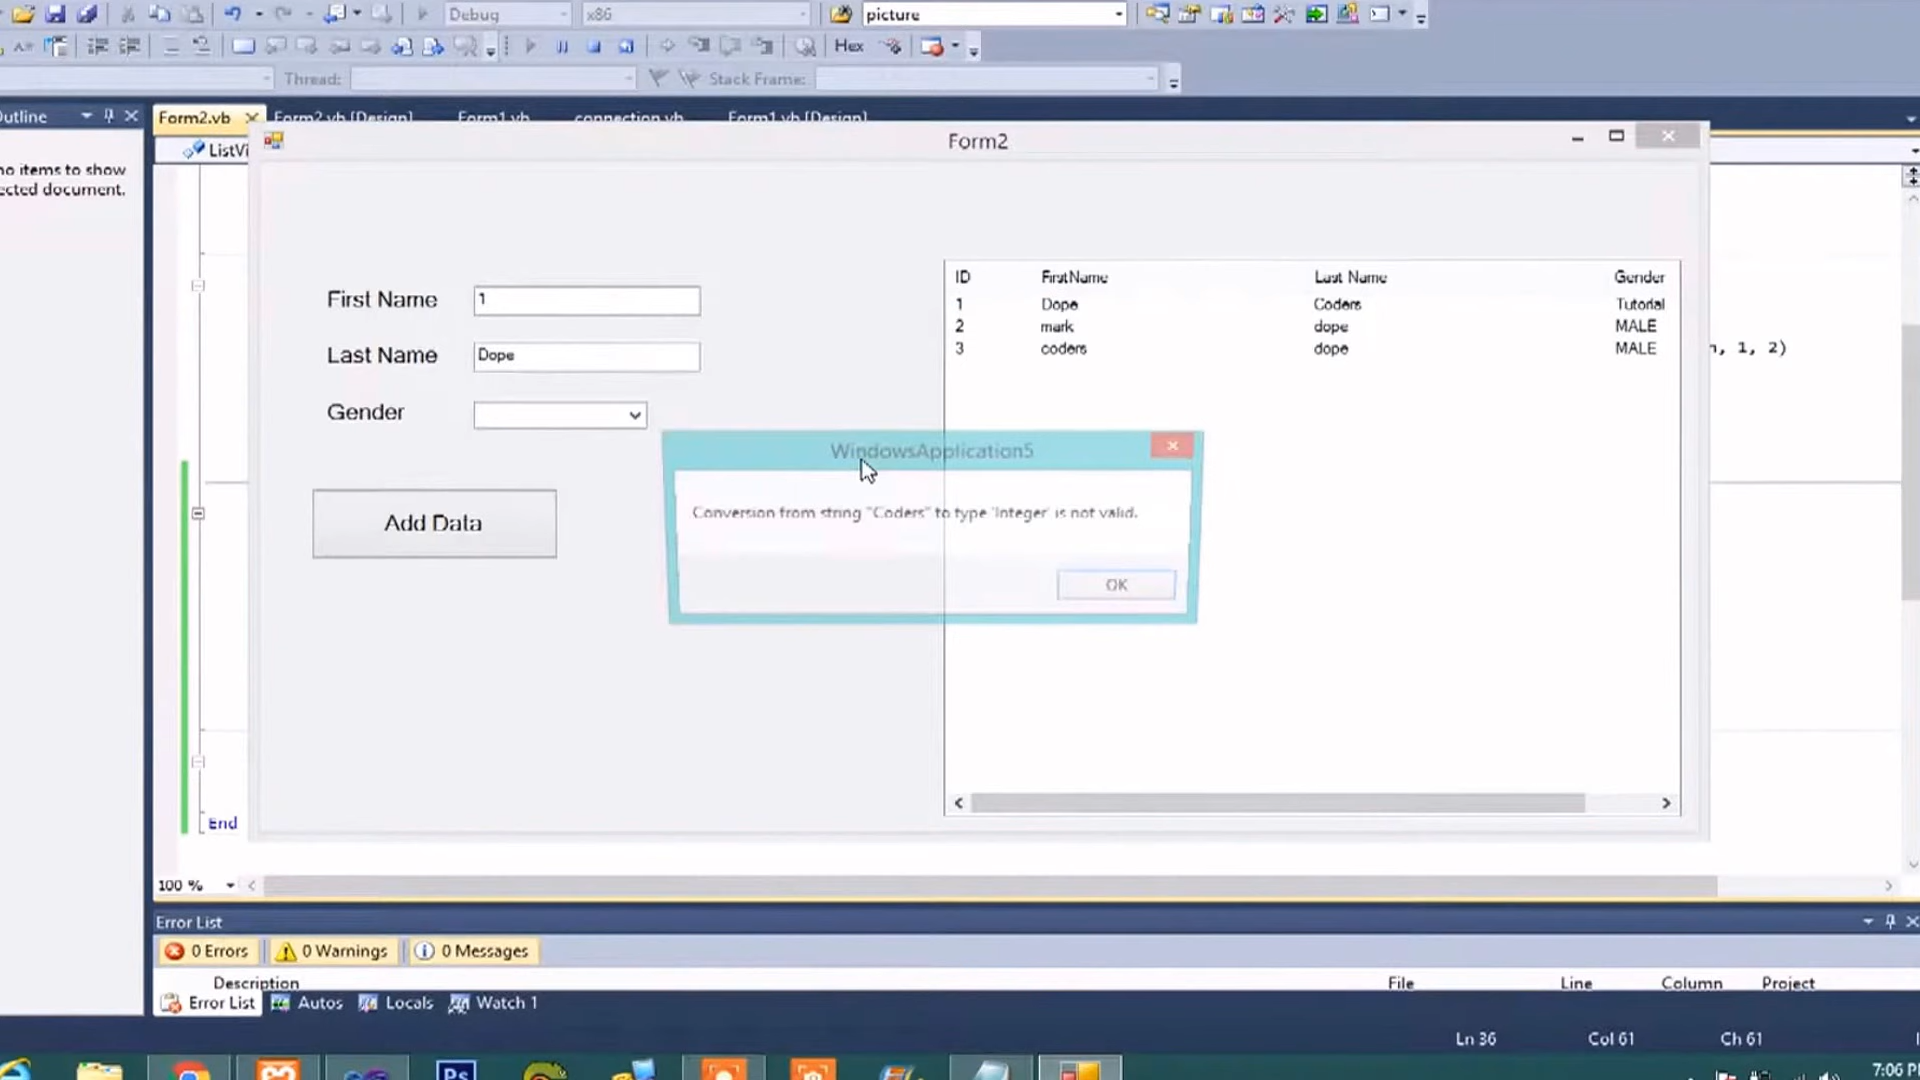 Debug
x86
picture
Hex
Thread:
Stack Frame:
Outline
Form2.vb
Form2.vb [Design]
Form1.vb
connection.vb
Form1.vb [Design]
ListVi
no items to show
ected document.
Form2
First Name
1
Last Name
Dope
Gender
Add Data
ID FirstName Last Name Gender
1 Dope Coders Tutorial
2 mark dope MALE
3 coders dope MALE
, 1, 2)
WindowsApplication5
Conversion from string "Coders" to type 'Integer' is not valid.
OK
End
100 %
Error List
0 Errors
0 Warnings
0 Messages
Description File Line Column Project
Error List
Autos
Locals
Watch 1
Ln 36 Col 61 Ch 61
Ps
7:06 P